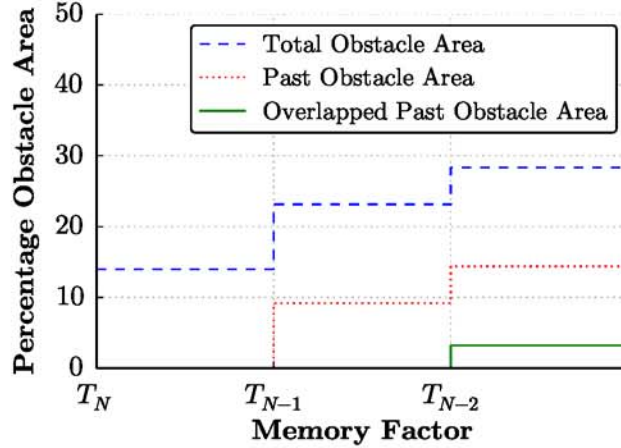 Percentage Obstacle Area
50
40
30
20
10
0
Total Obstacle Area
Past Obstacle Area
Overlapped Past Obstacle Area
T_N
T_{N−1}
T_{N−2}
Memory Factor